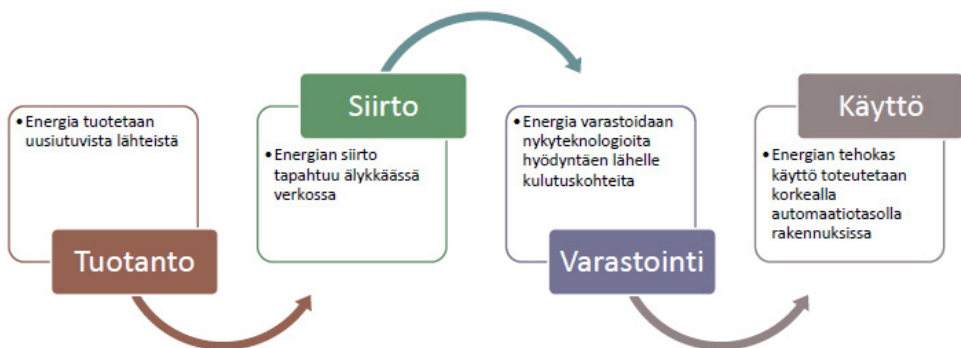 • Energia tuotetaan
uusiutuvista lähteistä
Tuotanto
Siirto
• Energian siirto
tapahtuu älykkäässä
verkossa
• Energia varastoidaan
nykyteknologioita
hyödyntäen lähelle
kulutuskohteita
Varastointi
Käyttö
• Energian tehokas
käyttö toteutetaan
korkealla
automaatiotasolla
rakennuksissa